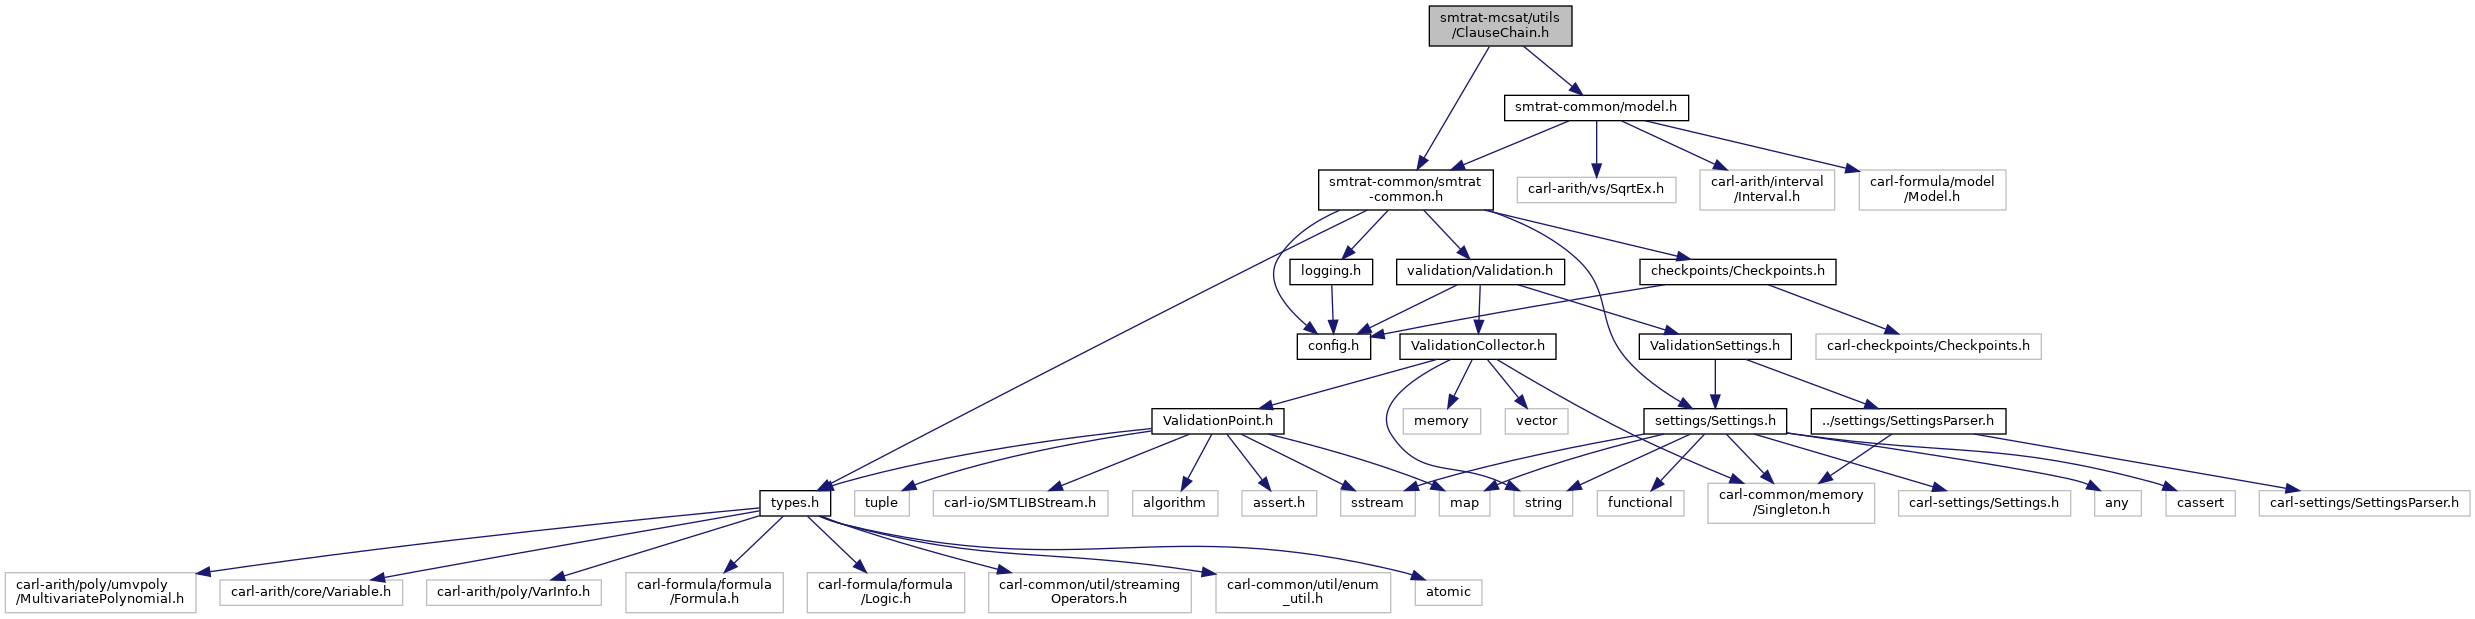 smtrat-mcsat/utils
/ClauseChain.h
smtrat-common/model.h
smtrat-common/smtrat
-common.h
carl-arith/vs/SqrtEx.h
carl-arith/interval
/Interval.h
carl-formula/model
/Model.h
logging.h
validation/Validation.h
checkpoints/Checkpoints.h
config.h
ValidationCollector.h
ValidationSettings.h
carl-checkpoints/Checkpoints.h
ValidationPoint.h
memory
vector
settings/Settings.h
../settings/SettingsParser.h
types.h
tuple
carl-io/SMTLIBStream.h
algorithm
assert.h
sstream
map
string
functional
carl-common/memory
/Singleton.h
carl-settings/Settings.h
any
cassert
carl-settings/SettingsParser.h
carl-arith/poly/umvpoly
/MultivariatePolynomial.h
carl-arith/core/Variable.h
carl-arith/poly/VarInfo.h
carl-formula/formula
/Formula.h
carl-formula/formula
/Logic.h
carl-common/util/streaming
Operators.h
carl-common/util/enum
_util.h
atomic